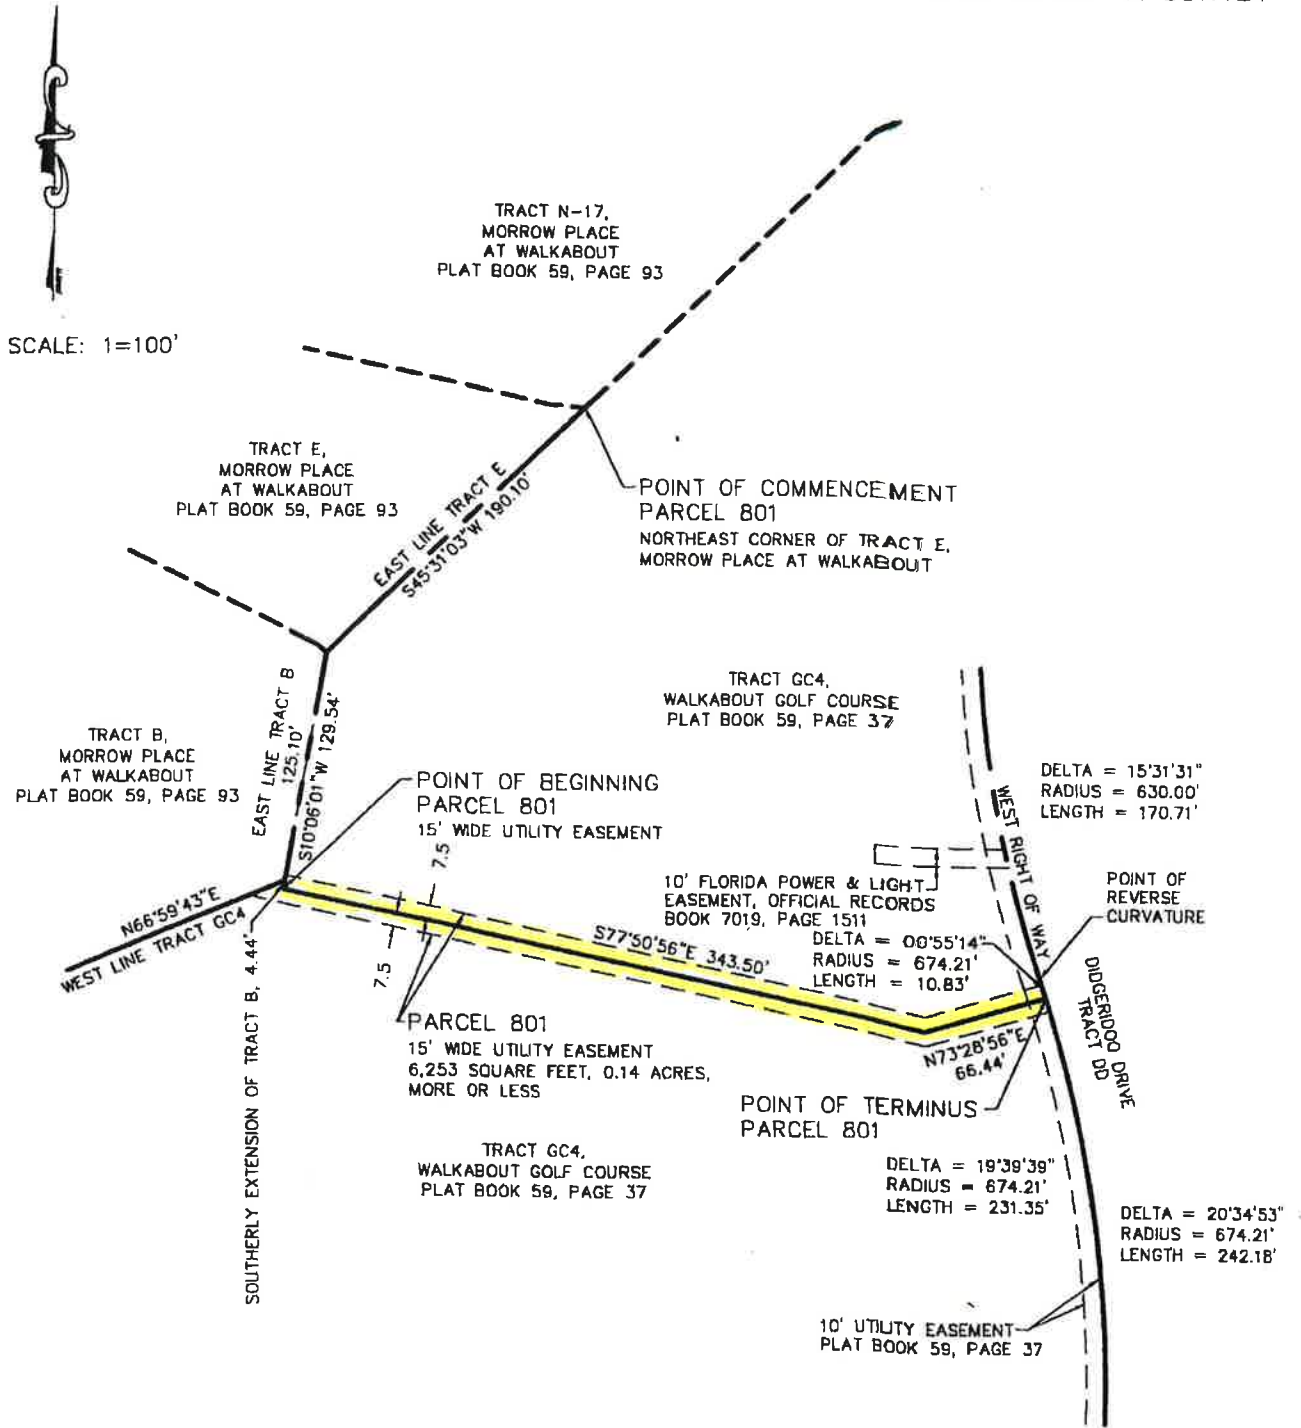 SCALE: 1=100'
TRACT N-17,
MORROW PLACE
AT WALKABOUT
PLAT BOOK 59, PAGE 93
TRACT E,
MORROW PLACE
AT WALKABOUT
PLAT BOOK 59, PAGE 93
EAST LINE TRACT E
S45°31'03"W 190.10'
POINT OF COMMENCEMENT
PARCEL 801
NORTHEAST CORNER OF TRACT E,
MORROW PLACE AT WALKABOUT
TRACT B,
MORROW PLACE
AT WALKABOUT
PLAT BOOK 59, PAGE 93
EAST LINE TRACT B
125.10'
S10°06'01"W 129.54'
TRACT GC4,
WALKABOUT GOLF COURSE
PLAT BOOK 59, PAGE 37
DELTA = 15°31'31"
RADIUS = 630.00'
LENGTH = 170.71'
WEST RIGHT OF WAY
POINT OF BEGINNING
PARCEL 801
15' WIDE UTILITY EASEMENT
7.5
7.5
N66°59'43"E
WEST LINE TRACT GC4
SOUTHERLY EXTENSION OF TRACT B, 4.44'
10' FLORIDA POWER & LIGHT
EASEMENT, OFFICIAL RECORDS
BOOK 7019, PAGE 1511
POINT OF
REVERSE
CURVATURE
DELTA = 00°55'14"
RADIUS = 674.21'
LENGTH = 10.83'
S77°50'56"E 343.50'
DIDGERIDOO DRIVE
TRACT DD
PARCEL 801
15' WIDE UTILITY EASEMENT
6,253 SQUARE FEET, 0.14 ACRES,
MORE OR LESS
N73°28'56"E
66.44'
POINT OF TERMINUS
PARCEL 801
TRACT GC4,
WALKABOUT GOLF COURSE
PLAT BOOK 59, PAGE 37
DELTA = 19°39'39"
RADIUS = 674.21'
LENGTH = 231.35'
DELTA = 20°34'53"
RADIUS = 674.21'
LENGTH = 242.18'
10' UTILITY EASEMENT
PLAT BOOK 59, PAGE 37